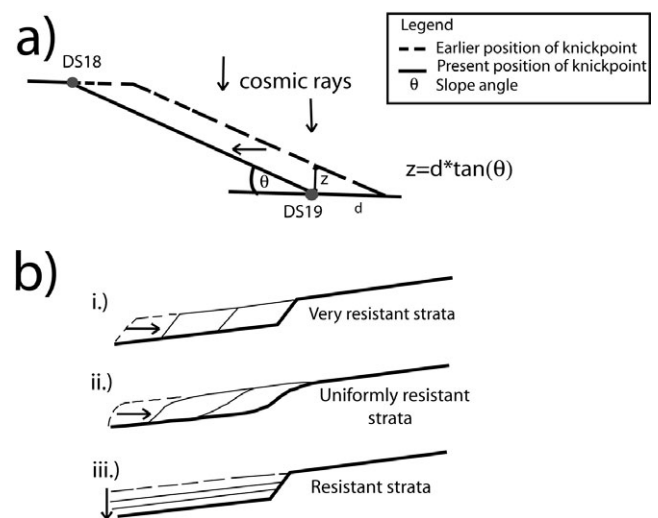 a)
DS18
cosmic rays
Legend
Earlier position of knickpoint
Present position of knickpoint
θ Slope angle
θ
z
z=d*tan(θ)
DS19
d
b)
i.)
Very resistant strata
ii.)
Uniformly resistant
strata
iii.)
Resistant strata